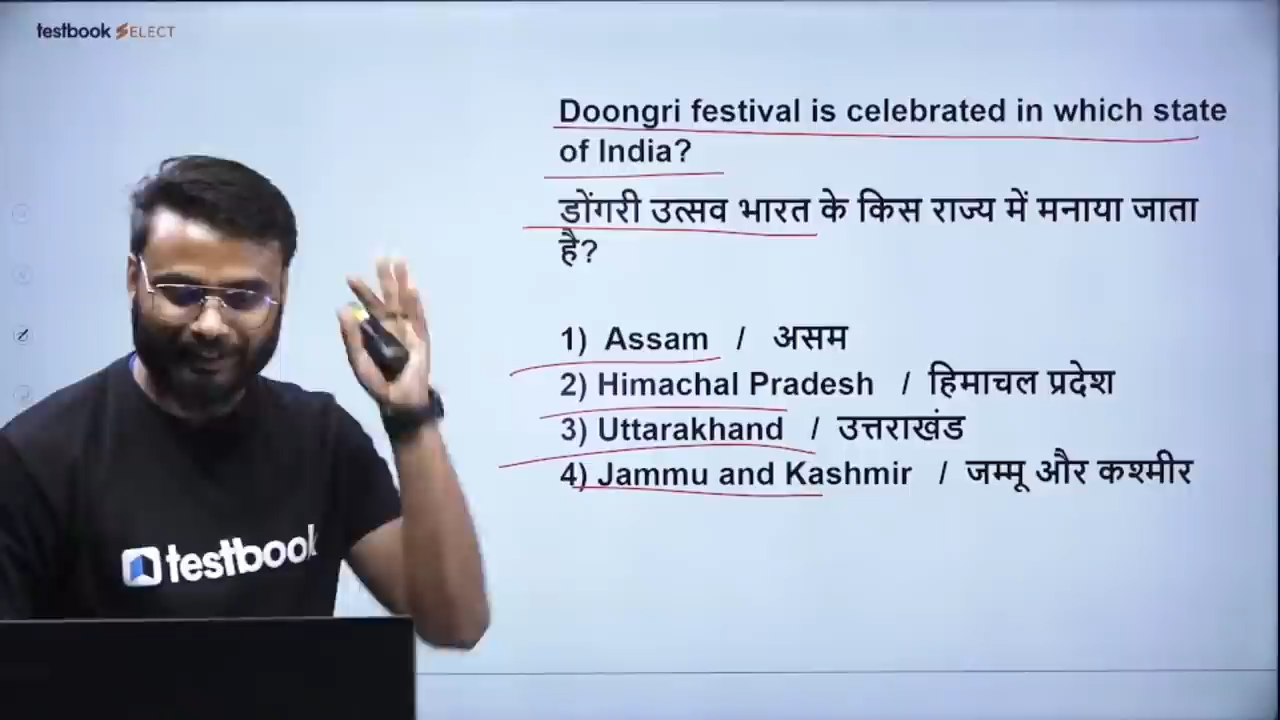 testbook SELECT
Doongri festival is celebrated in which state
of India?
डोंगरी उत्सव भारत के किस राज्य में मनाया जाता
है?
1) Assam / असम
2) Himachal Pradesh / हिमाचल प्रदेश
3) Uttarakhand / उत्तराखंड
4) Jammu and Kashmir / जम्मू और कश्मीर
testbook